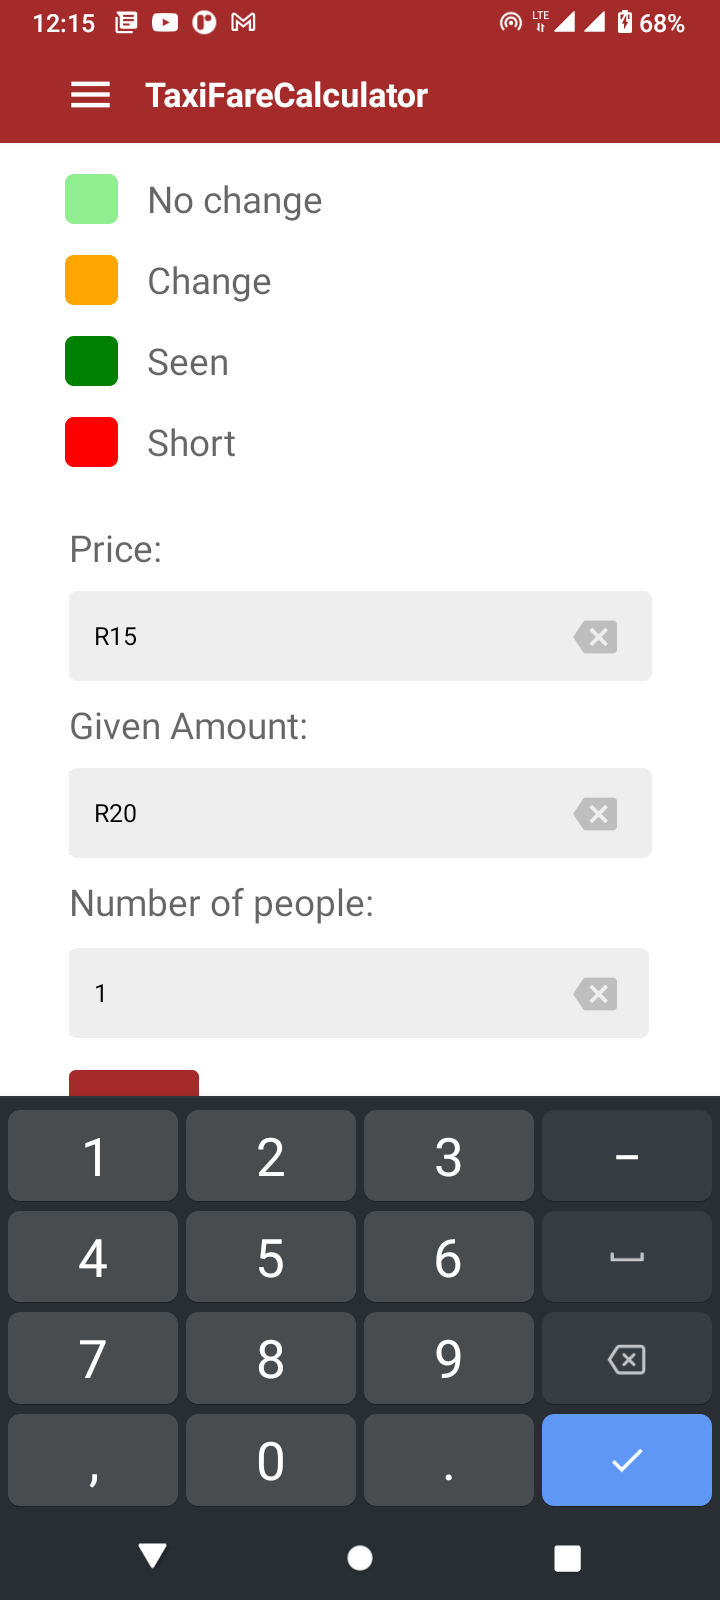 12:15 LTE 68%
TaxiFareCalculator
No change
Change
Seen
Short
Price:
R15
Given Amount:
R20
Number of people:
1
1 2 3 –
4 5 6
7 8 9
, 0 .